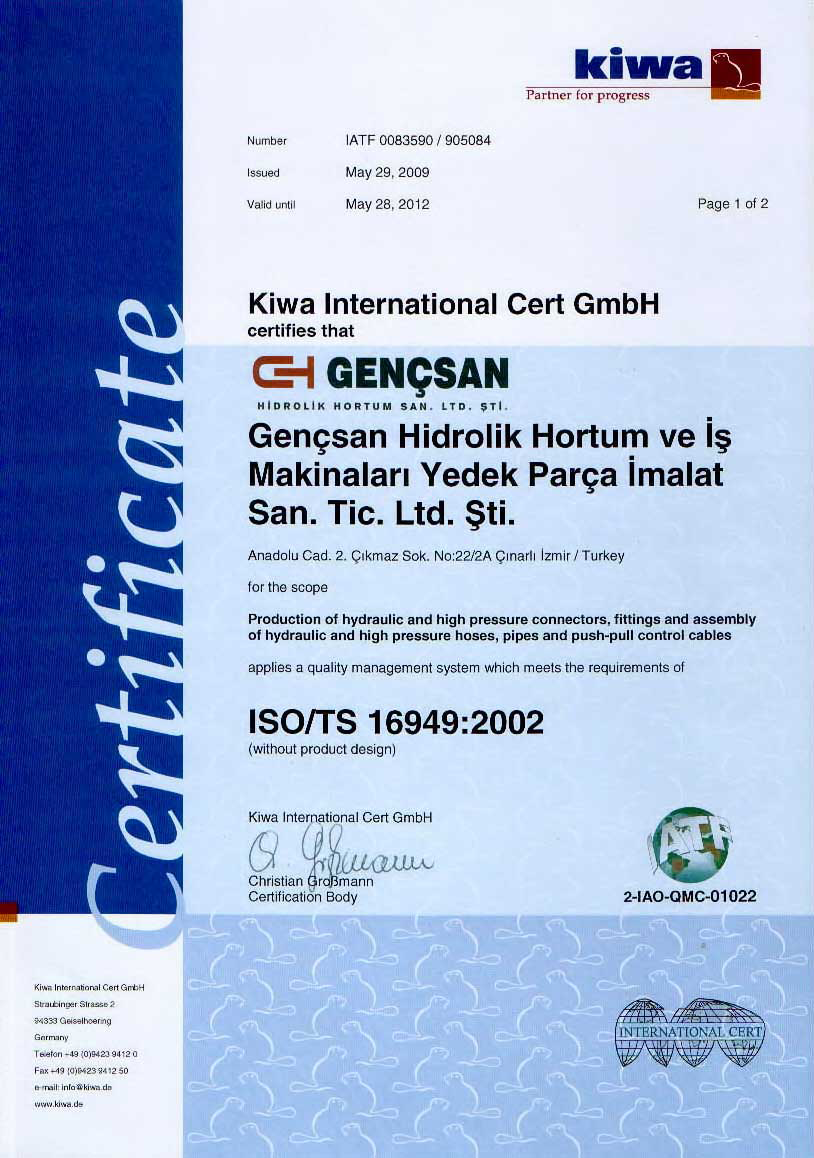 kiwa
Partner for progress
Number IATF 0083590 / 905084
Issued May 29, 2009
Valid until May 28, 2012 Page 1 of 2
Certificate
Kiwa International Cert GmbH
certifies that
GENÇSAN
HİDROLİK HORTUM SAN. LTD. ŞTİ.
Gençsan Hidrolik Hortum ve İş
Makinaları Yedek Parça İmalat
San. Tic. Ltd. Şti.
Anadolu Cad. 2. Çıkmaz Sok. No:22/2A Çınarlı İzmir / Turkey
for the scope
Production of hydraulic and high pressure connectors, fittings and assembly
of hydraulic and high pressure hoses, pipes and push-pull control cables
applies a quality management system which meets the requirements of
ISO/TS 16949:2002
(without product design)
Kiwa International Cert GmbH
Christian Großmann
Certification Body
IATF
2-IAO-QMC-01022
Kiwa International Cert GmbH
Straubinger Strasse 2
94333 Geiselhoering
Germany
Telefon +49 (0)9423 9412 0
Fax +49 (0)9423 9412 50
e-mail: info@kiwa.de
www.kiwa.de
INTERNATIONAL CERT